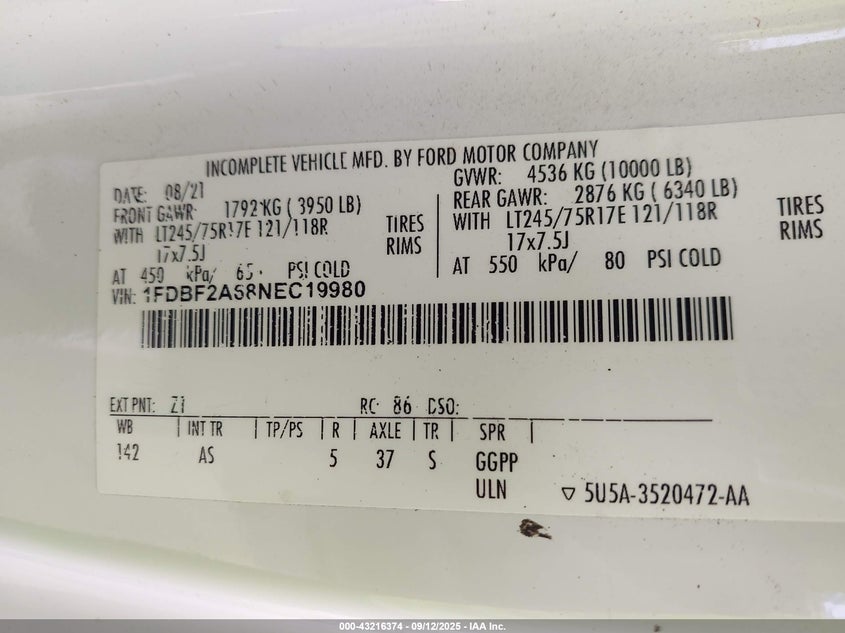 INCOMPLETE VEHICLE MFD. BY FORD MOTOR COMPANY
DATE: 08/21
GVWR: 4536 KG (10000 LB)
FRONT GAWR: 1792 KG ( 3950 LB)
REAR GAWR: 2876 KG ( 6340 LB)
WITH LT245/75R17E 121/118R TIRES
WITH LT245/75R17E 121/118R TIRES
17x7.5J RIMS
17x7.5J RIMS
AT 450 kPa/ 65 PSI COLD
AT 550 kPa/ 80 PSI COLD
VIN: 1FDBF2A68NEC19980
EXT PNT: Z1 RC: 86 DSO:
WB | INT TR | TP/PS | R | AXLE | TR | SPR |
142 AS 5 37 S GGPP
ULN ▽ 5U5A-3520472-AA
000-43216374 - 09/12/2025 - IAA Inc.